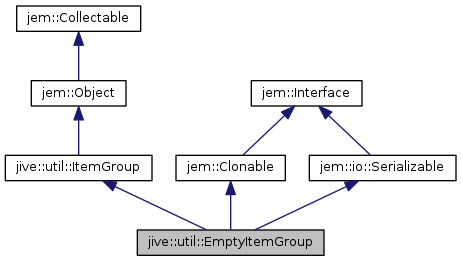 jem::Collectable
jem::Object
jem::Interface
jive::util::ItemGroup
jem::Clonable
jem::io::Serializable
jive::util::EmptyItemGroup